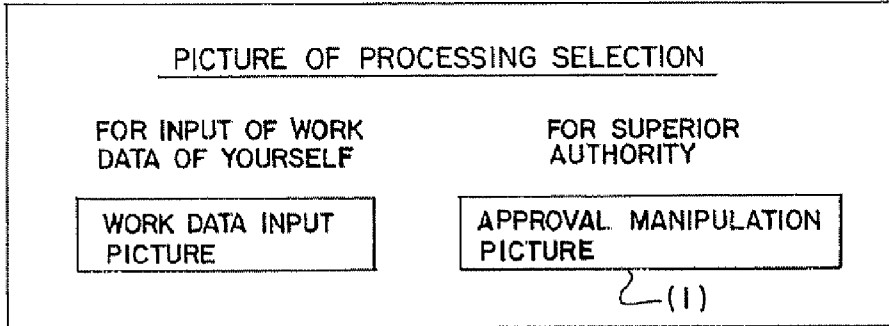 PICTURE OF PROCESSING SELECTION
FOR INPUT OF WORK
DATA OF YOURSELF
WORK DATA INPUT
PICTURE
FOR SUPERIOR
AUTHORITY
APPROVAL MANIPULATION
PICTURE
(1)